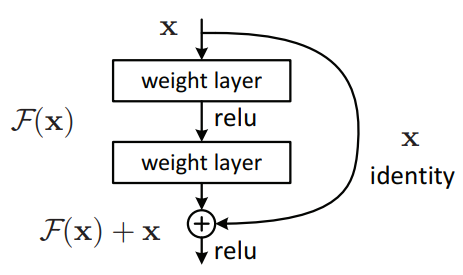 x
weight layer
relu
F(x)
weight layer
x
identity
F(x) + x
relu